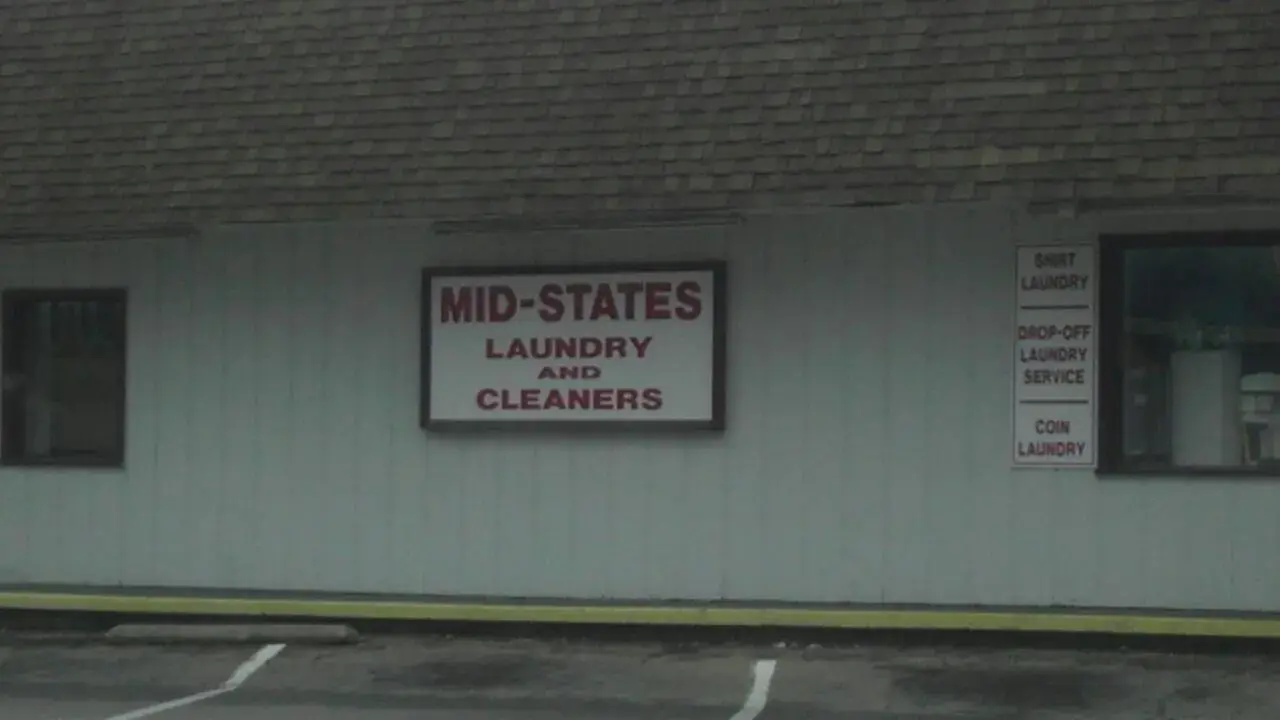 MID-STATES
LAUNDRY
AND
CLEANERS
SHIRT
LAUNDRY
DROP-OFF
LAUNDRY
SERVICE
COIN
LAUNDRY